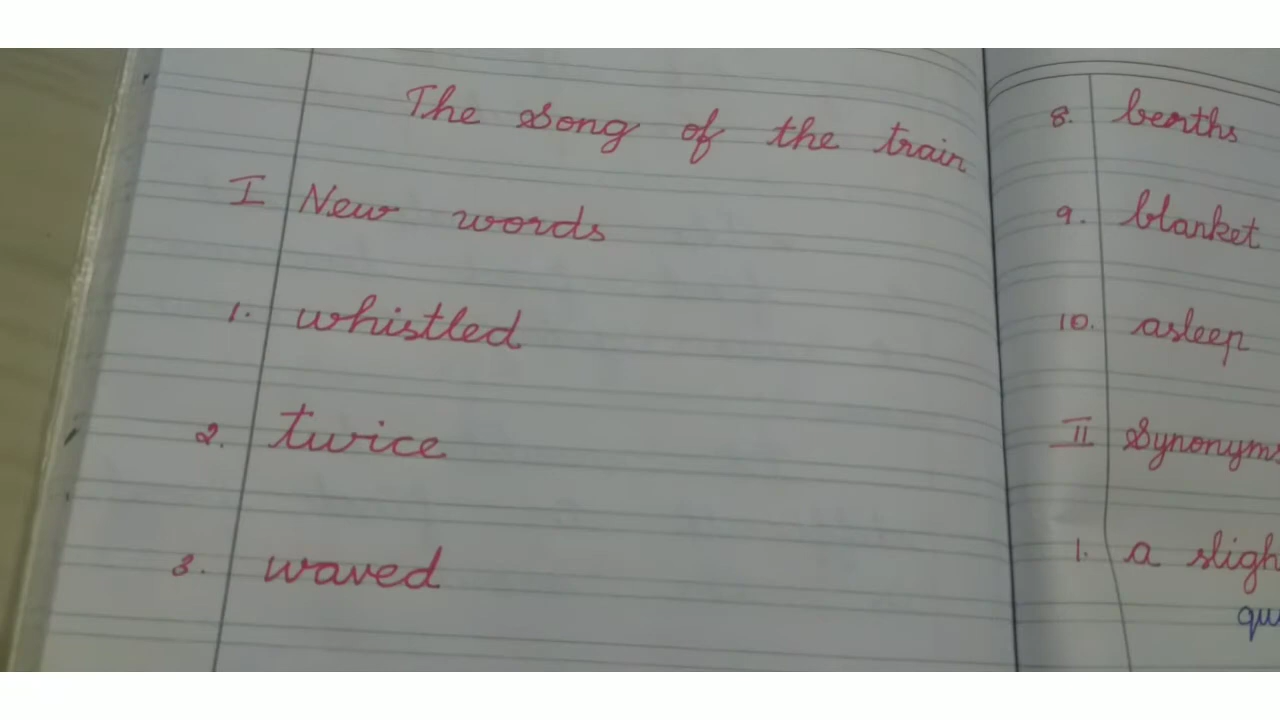 The Song of the train
I New words
1. whistled
2. twice
3. waved
8. berths
9. blanket
10. asleep
II Synonyms
1. a